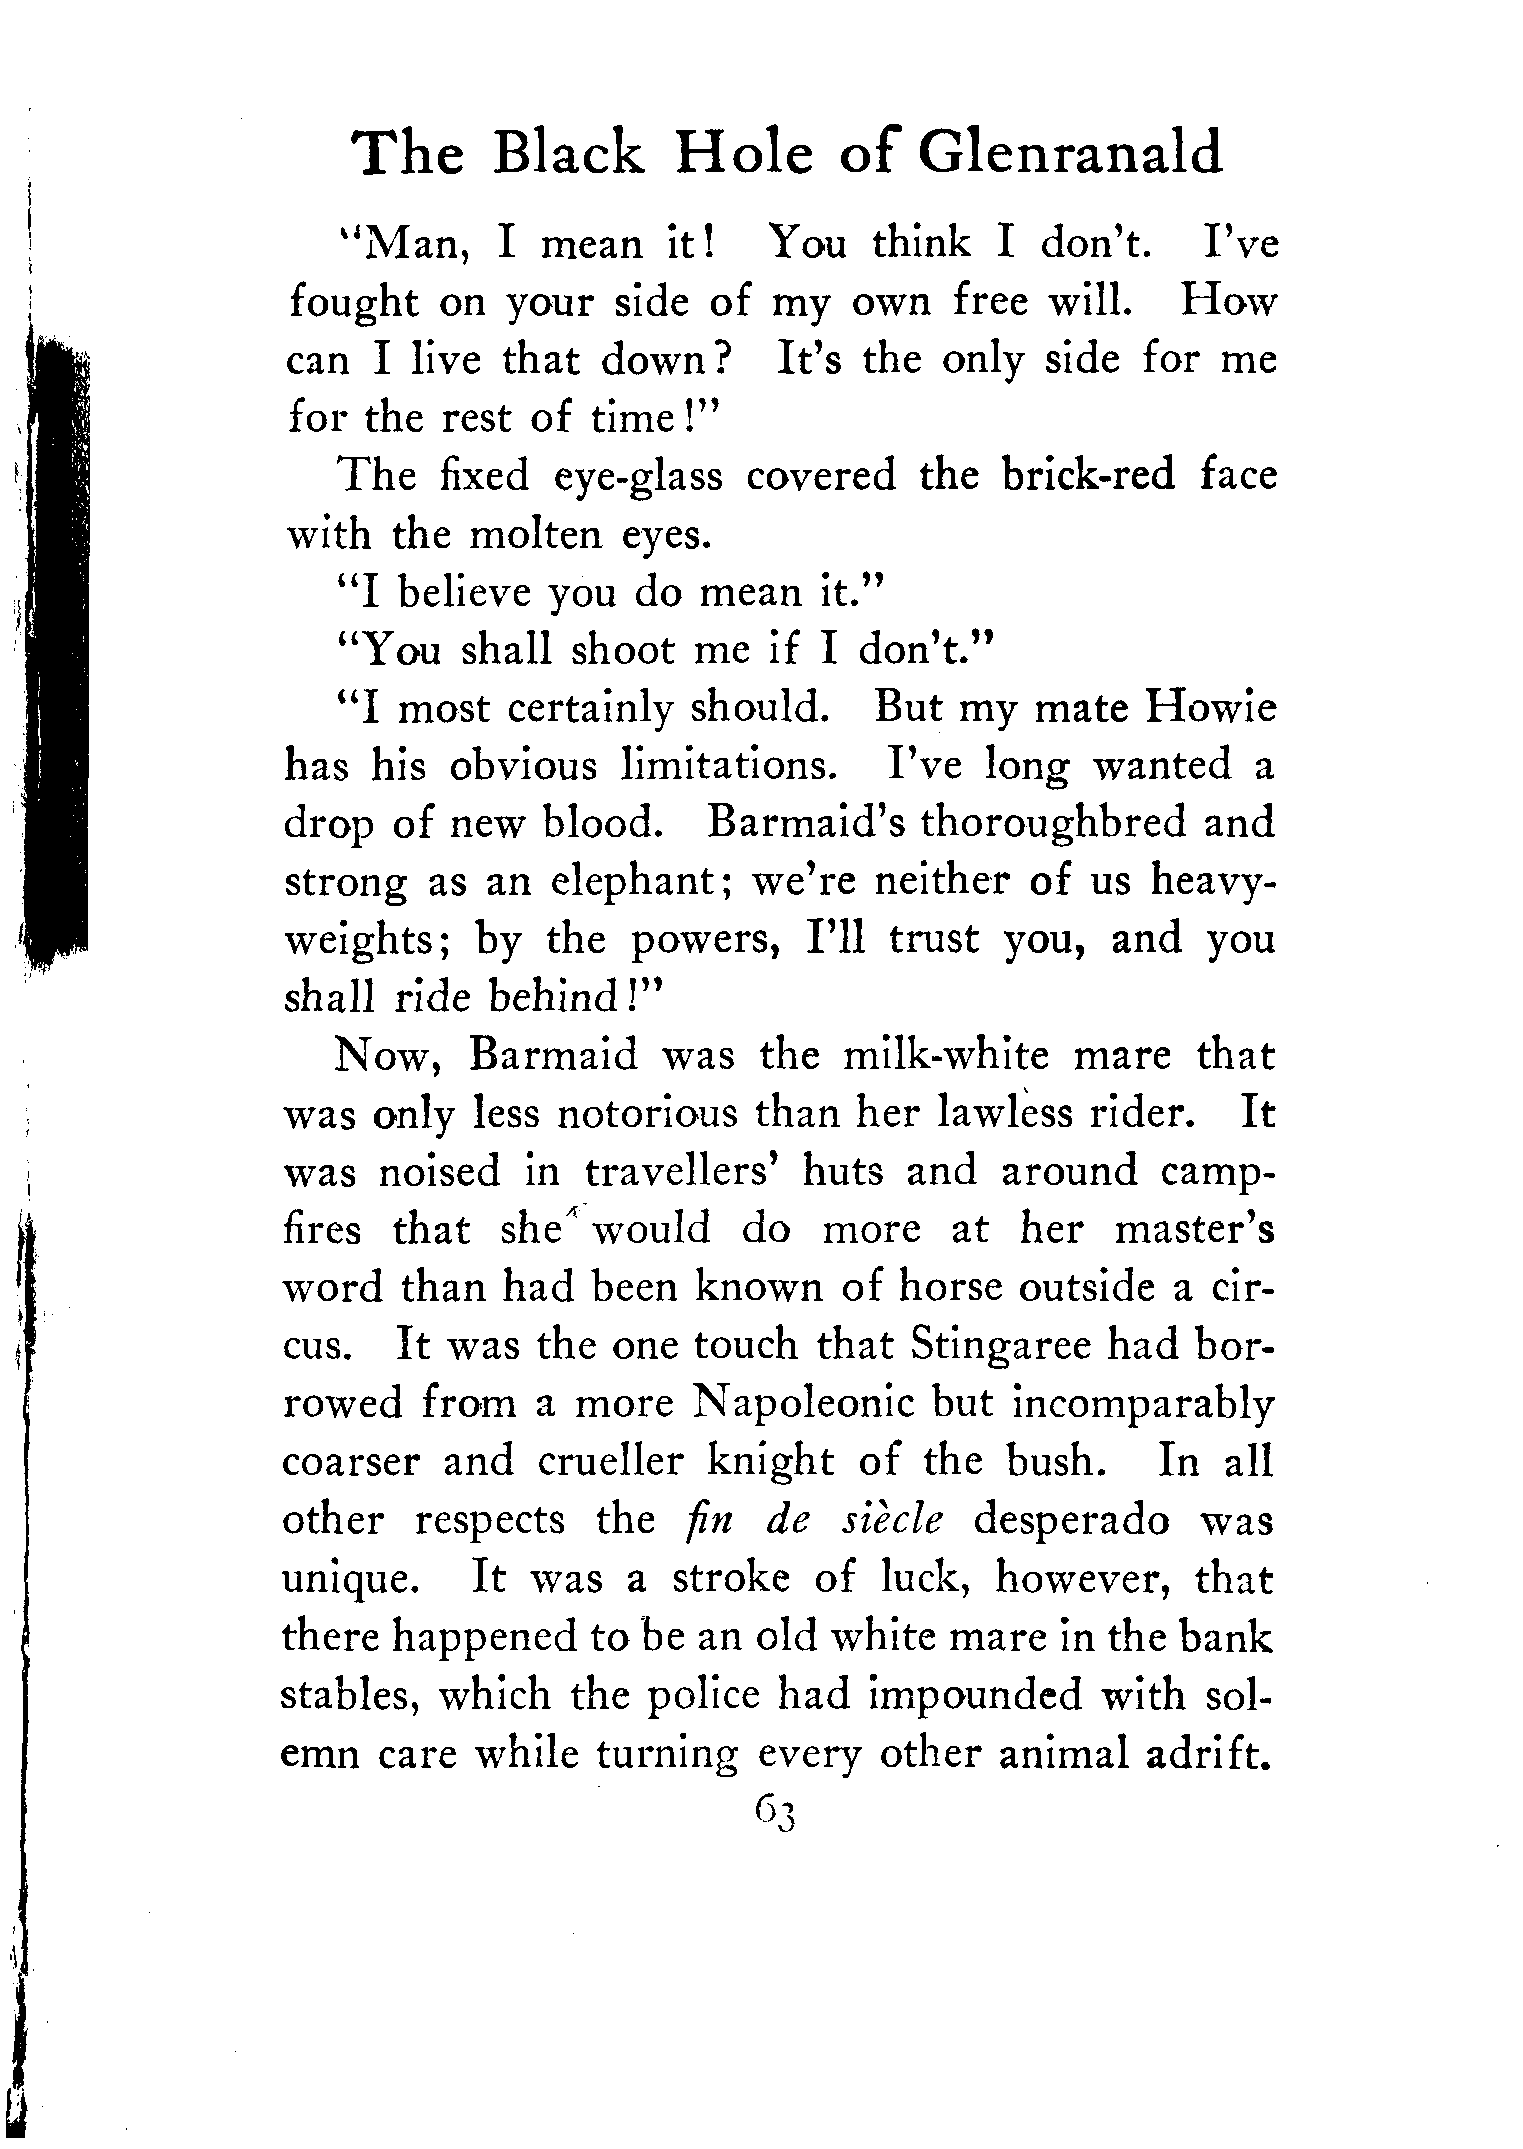 The Black Hole of Glenranald
"Man, I mean it! You think I don't. I've
fought on your side of my own free will. How
can I live that down? It's the only side for me
for the rest of time!"
The fixed eye-glass covered the brick-red face
with the molten eyes.
"I believe you do mean it."
"You shall shoot me if I don't."
"I most certainly should. But my mate Howie
has his obvious limitations. I've long wanted a
drop of new blood. Barmaid's thoroughbred and
strong as an elephant; we're neither of us heavy-
weights; by the powers, I'll trust you, and you
shall ride behind!"
Now, Barmaid was the milk-white mare that
was only less notorious than her lawless rider. It
was noised in travellers' huts and around camp-
fires that she would do more at her master's
word than had been known of horse outside a cir-
cus. It was the one touch that Stingaree had bor-
rowed from a more Napoleonic but incomparably
coarser and crueller knight of the bush. In all
other respects the fin de siècle desperado was
unique. It was a stroke of luck, however, that
there happened to be an old white mare in the bank
stables, which the police had impounded with sol-
emn care while turning every other animal adrift.
63